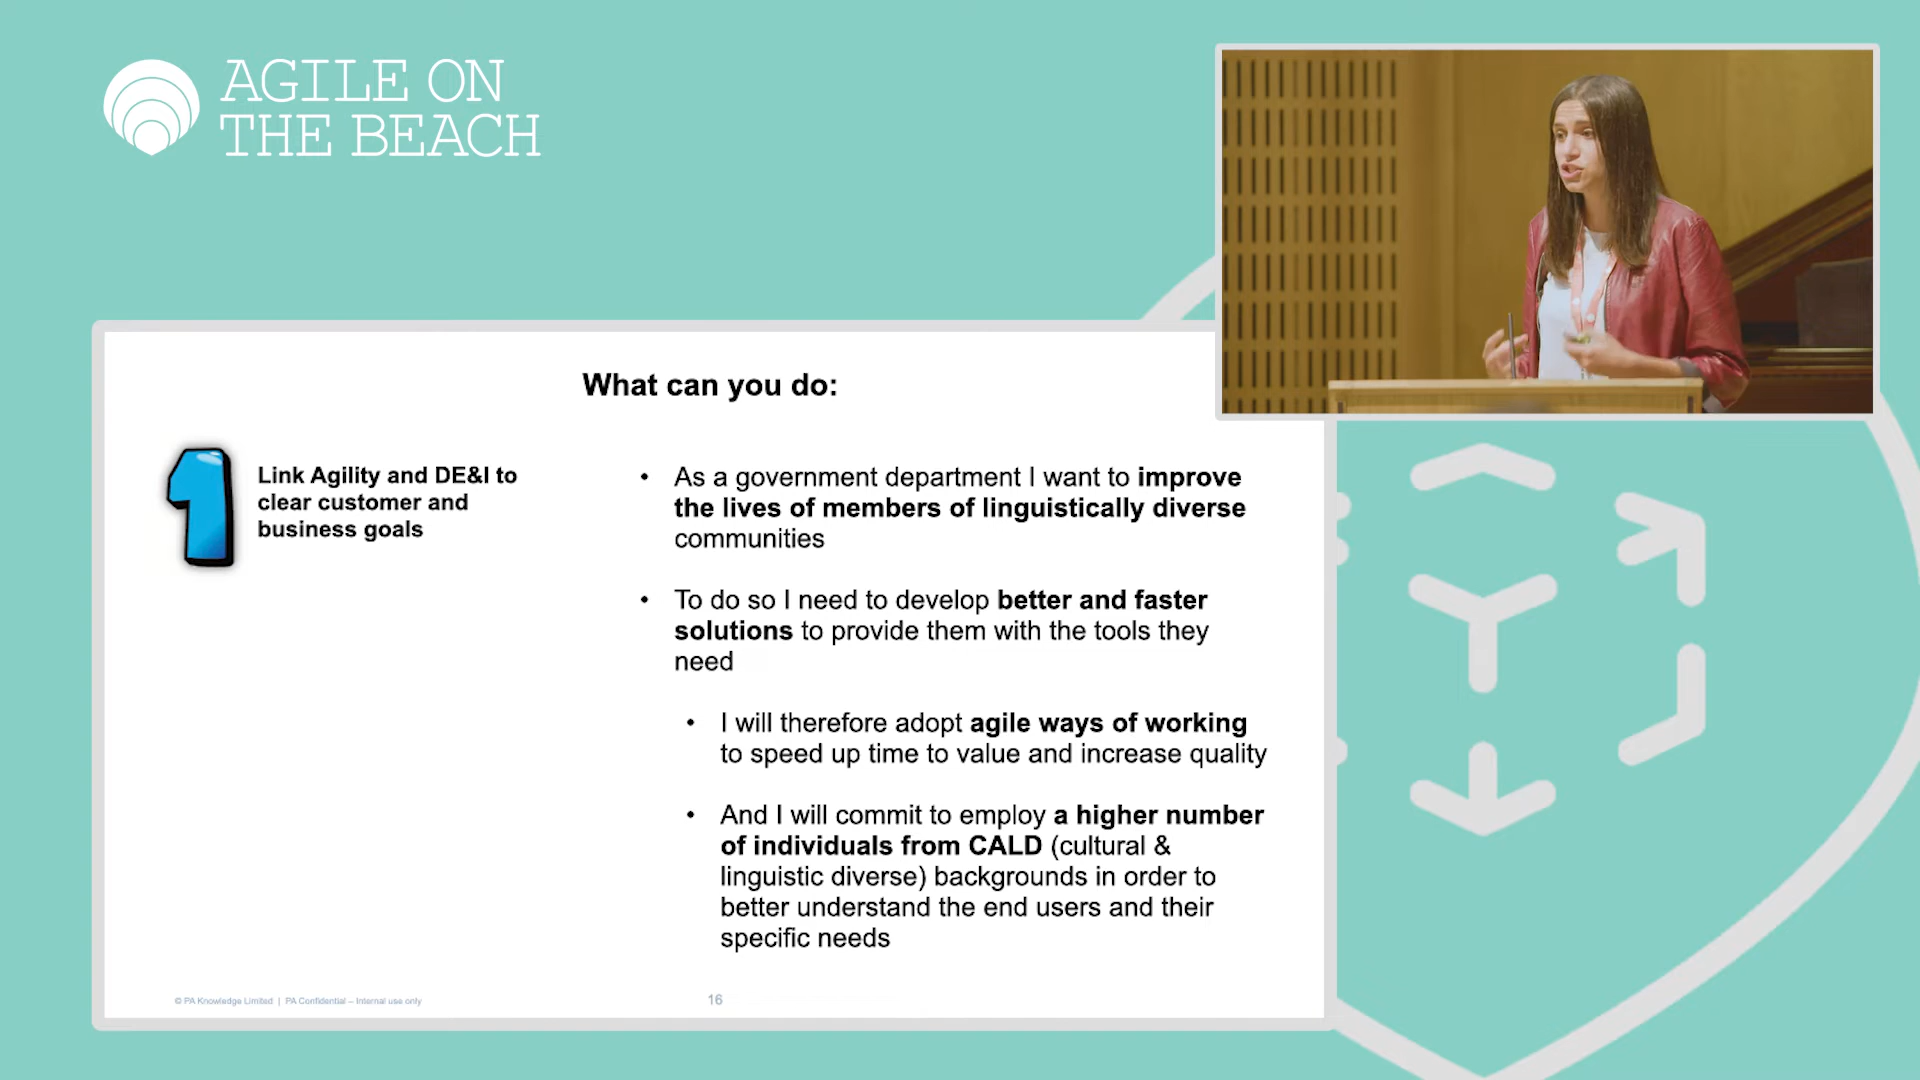 AGILE ON
THE BEACH
What can you do:
1
Link Agility and DE&I to
clear customer and
business goals
• As a government department I want to improve
the lives of members of linguistically diverse
communities
• To do so I need to develop better and faster
solutions to provide them with the tools they
need
• I will therefore adopt agile ways of working
to speed up time to value and increase quality
• And I will commit to employ a higher number
of individuals from CALD (cultural &
linguistic diverse) backgrounds in order to
better understand the end users and their
specific needs
© PA Knowledge Limited | PA Confidential – Internal use only
16